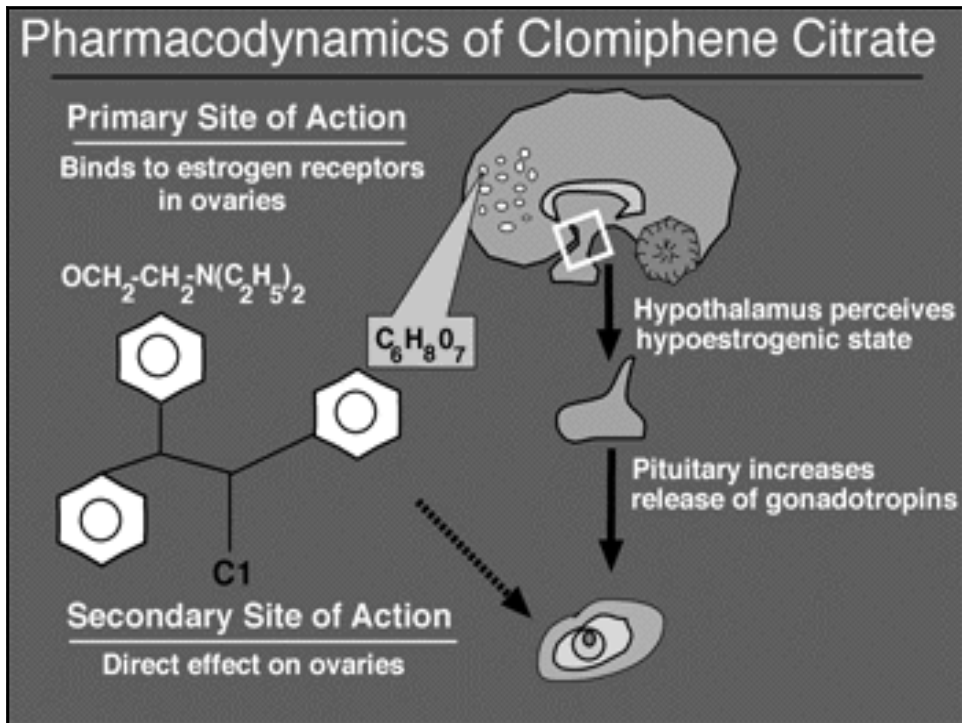 Pharmacodynamics of Clomiphene Citrate
Primary Site of Action
Binds to estrogen receptors
in ovaries
OCH2-CH2-N(C2H5)2
C6H807
Hypothalamus perceives
hypoestrogenic state
Pituitary increases
release of gonadotropins
C1
Secondary Site of Action
Direct effect on ovaries